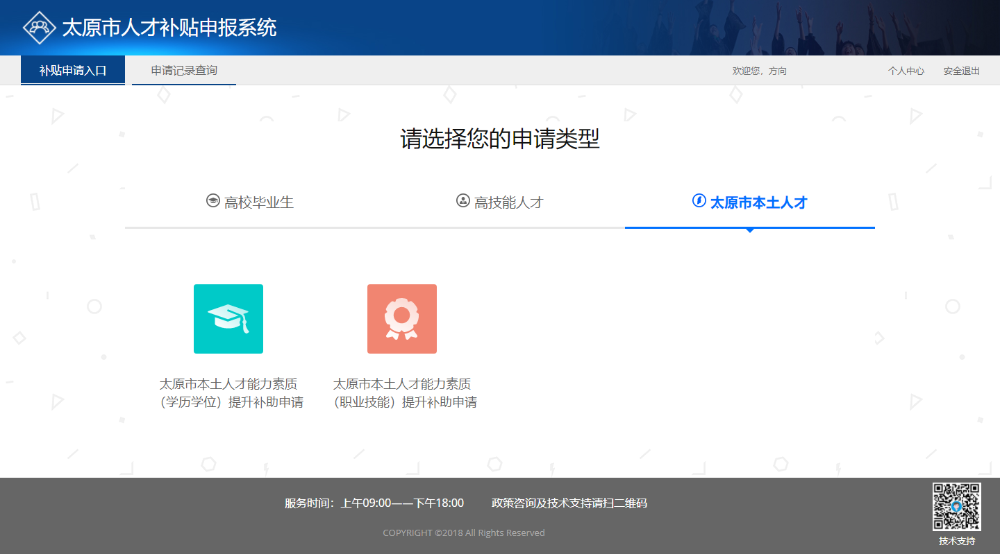 太原市人才补贴申报系统
补贴申请入口
申请记录查询
欢迎您，方向
个人中心
安全退出
请选择您的申请类型
高校毕业生
高技能人才
太原市本土人才
太原市本土人才能力素质
（学历学位）提升补助申请
太原市本土人才能力素质
（职业技能）提升补助申请
服务时间：上午09:00——下午18:00
政策咨询及技术支持请扫二维码
COPYRIGHT ©2018 All Rights Reserved
技术支持